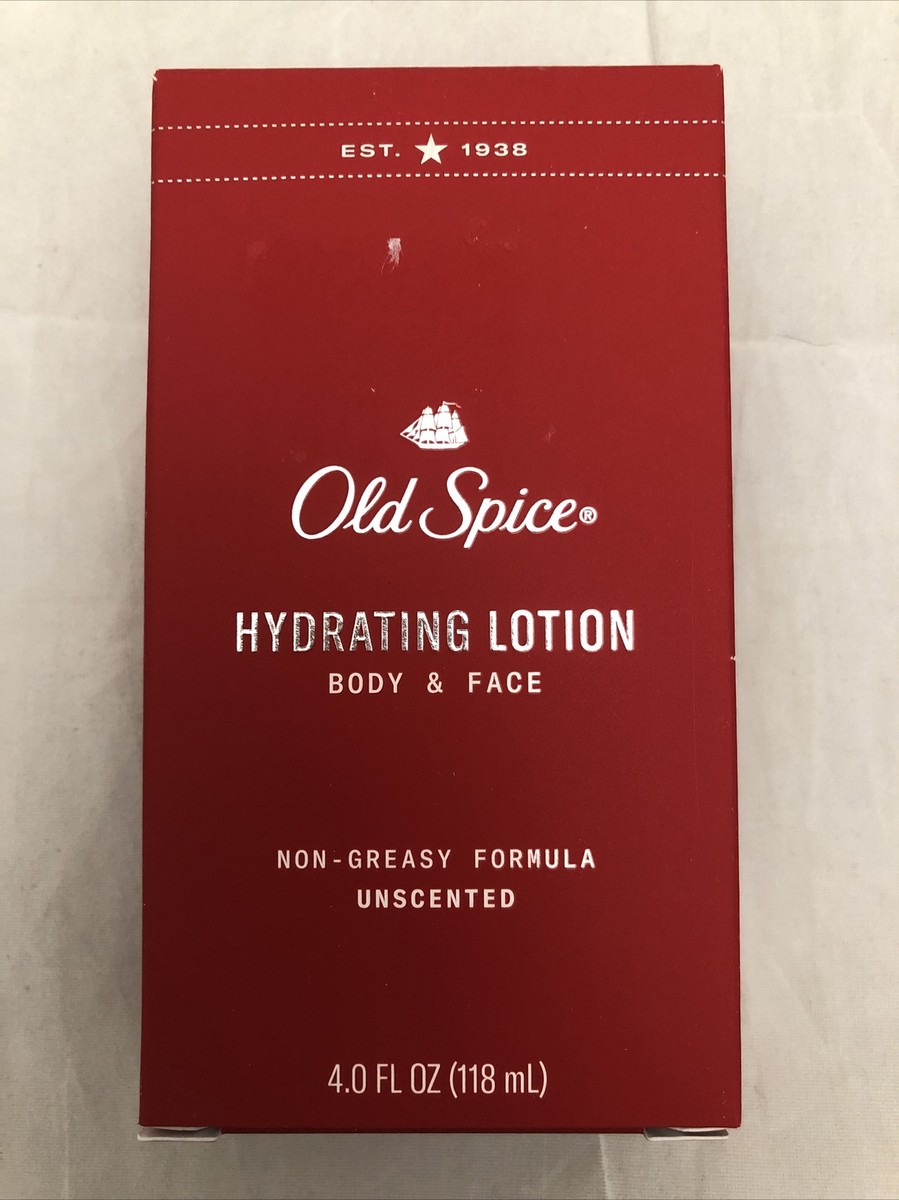 EST. ★ 1938
Old Spice®
HYDRATING LOTION
BODY & FACE
NON-GREASY FORMULA
UNSCENTED
4.0 FL OZ (118 mL)